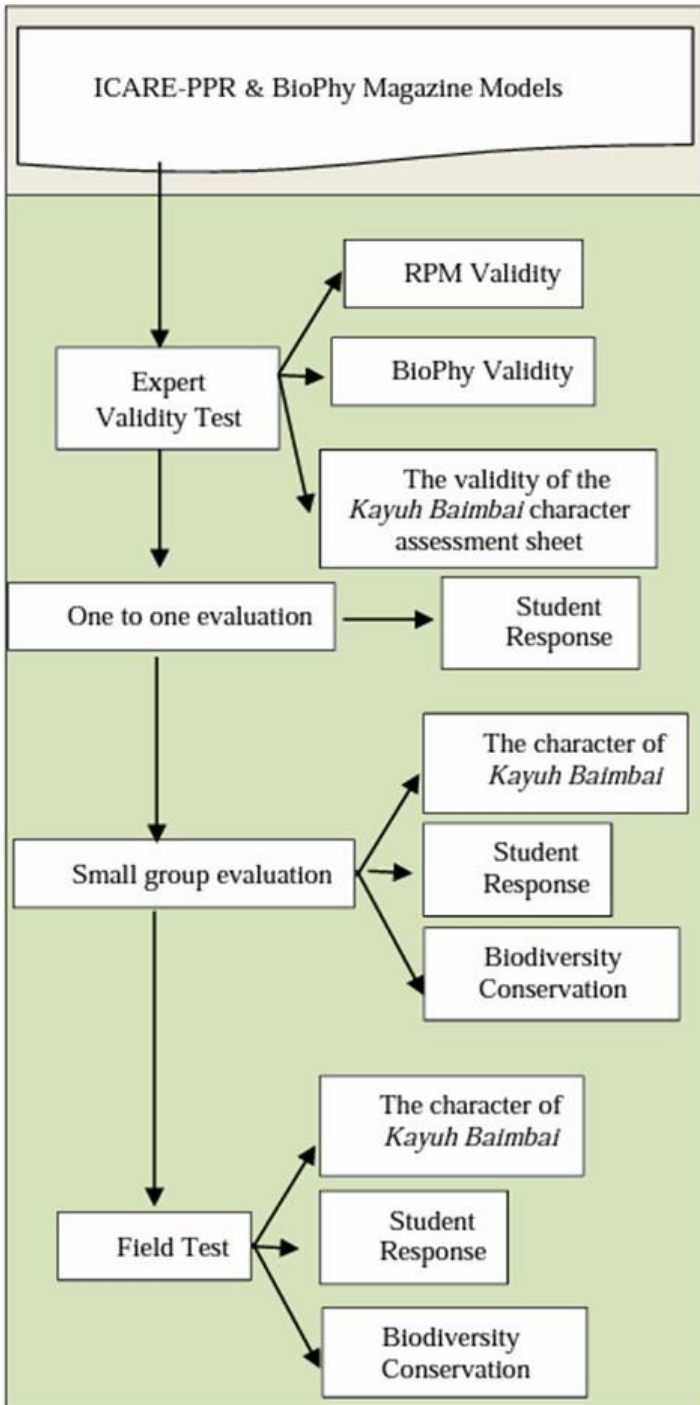 ICARE-PPR & BioPhy Magazine Models
RPM Validity
Expert
Validity Test
BioPhy Validity
The validity of the
Kayuh Baimbai character
assessment sheet
One to one evaluation
Student
Response
The character of
Kayuh Baimbai
Small group evaluation
Student
Response
Biodiversity
Conservation
The character of
Kayuh Baimbai
Field Test
Student
Response
Biodiversity
Conservation